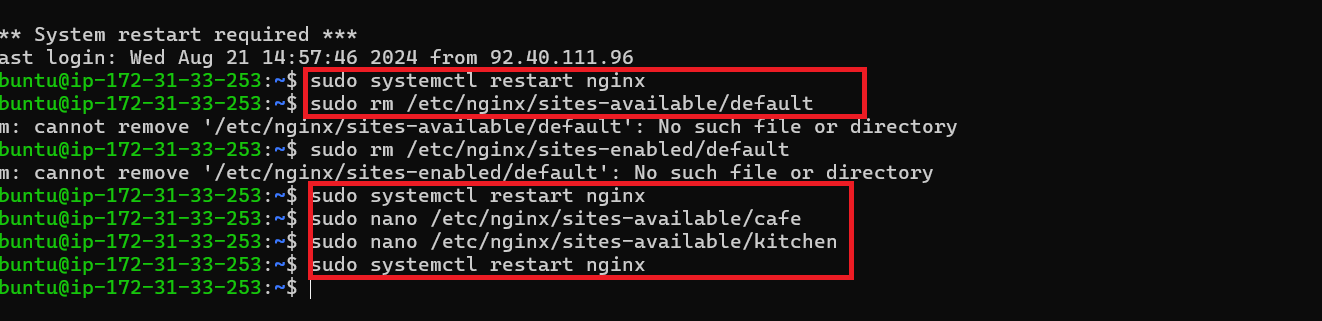 ** System restart required ***
ast login: Wed Aug 21 14:57:46 2024 from 92.40.111.96
buntu@ip-172-31-33-253:~$ sudo systemctl restart nginx
buntu@ip-172-31-33-253:~$ sudo rm /etc/nginx/sites-available/default
m: cannot remove '/etc/nginx/sites-available/default': No such file or directory
buntu@ip-172-31-33-253:~$ sudo rm /etc/nginx/sites-enabled/default
m: cannot remove '/etc/nginx/sites-enabled/default': No such file or directory
buntu@ip-172-31-33-253:~$ sudo systemctl restart nginx
buntu@ip-172-31-33-253:~$ sudo nano /etc/nginx/sites-available/cafe
buntu@ip-172-31-33-253:~$ sudo nano /etc/nginx/sites-available/kitchen
buntu@ip-172-31-33-253:~$ sudo systemctl restart nginx
buntu@ip-172-31-33-253:~$